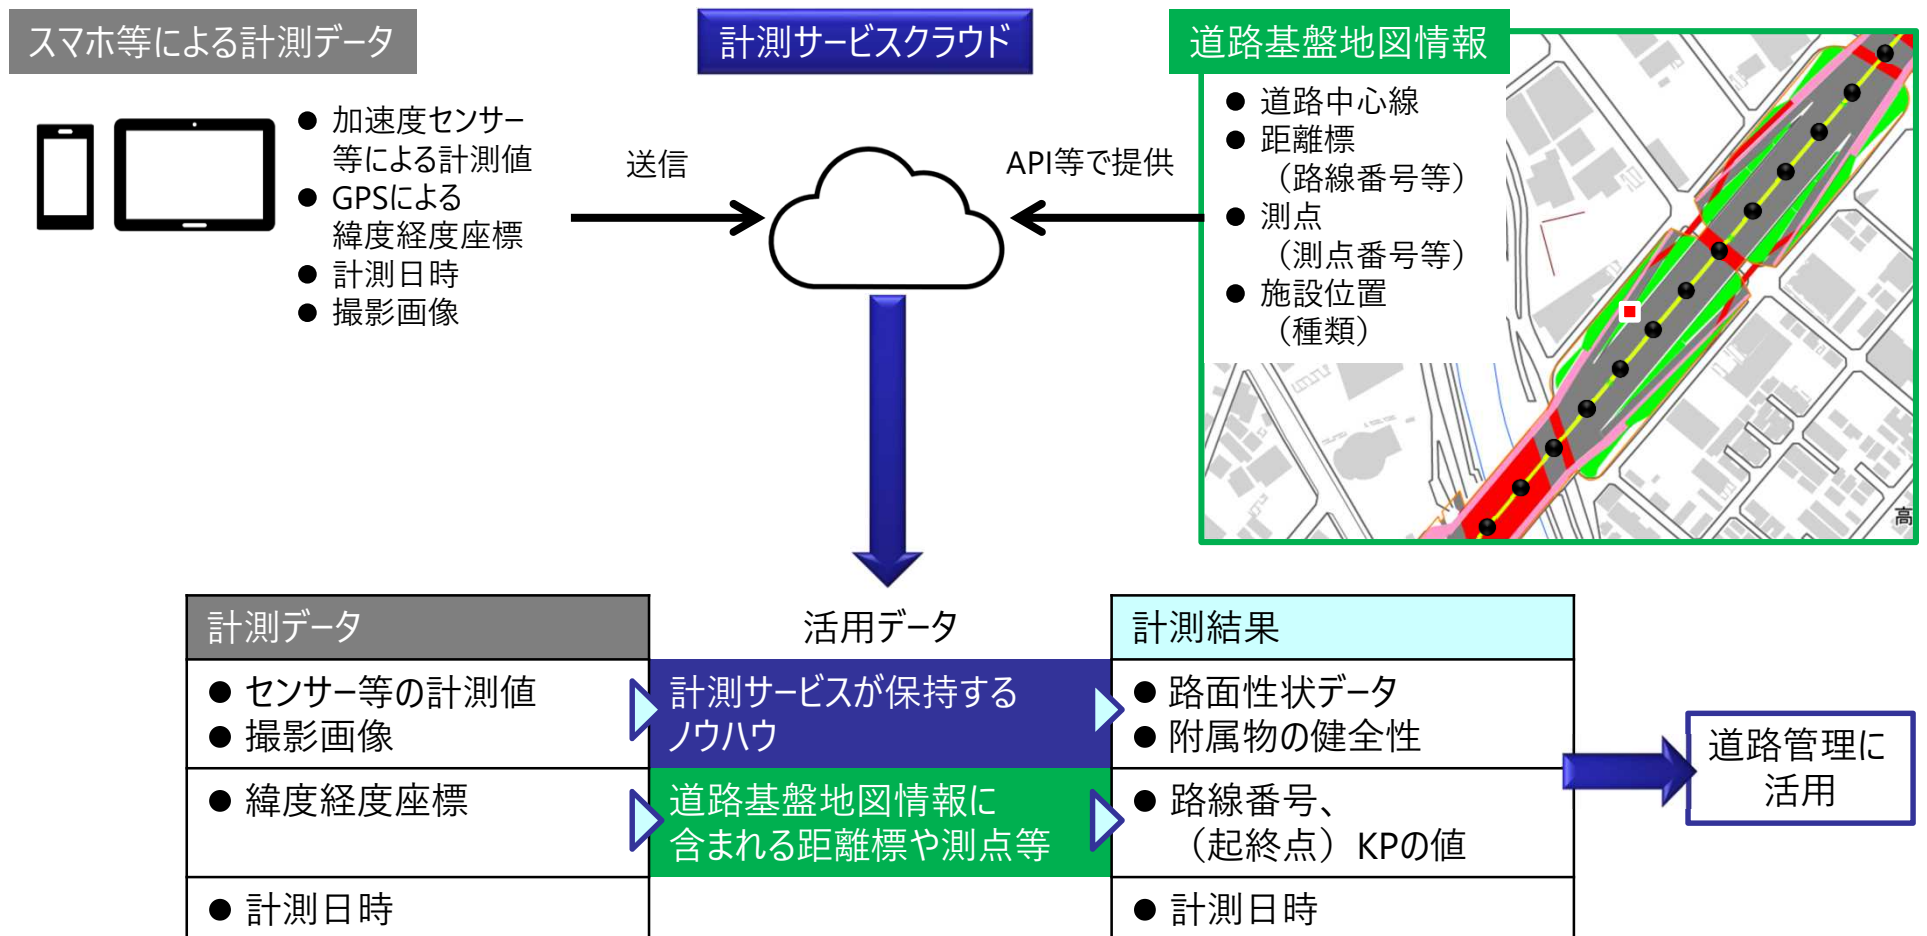 スマホ等による計測データ
計測サービスクラウド
道路基盤地図情報
● 加速度センサー
等による計測値
● GPSによる
緯度経度座標
● 計測日時
● 撮影画像
送信
API等で提供
● 道路中心線
● 距離標
（路線番号等）
● 測点
（測点番号等）
● 施設位置
（種類）
高
計測データ
活用データ
計測結果
● センサー等の計測値
● 撮影画像
計測サービスが保持する
ノウハウ
● 路面性状データ
● 附属物の健全性
● 緯度経度座標
道路基盤地図情報に
含まれる距離標や測点等
● 路線番号、
（起終点）KPの値
● 計測日時
● 計測日時
道路管理に
活用